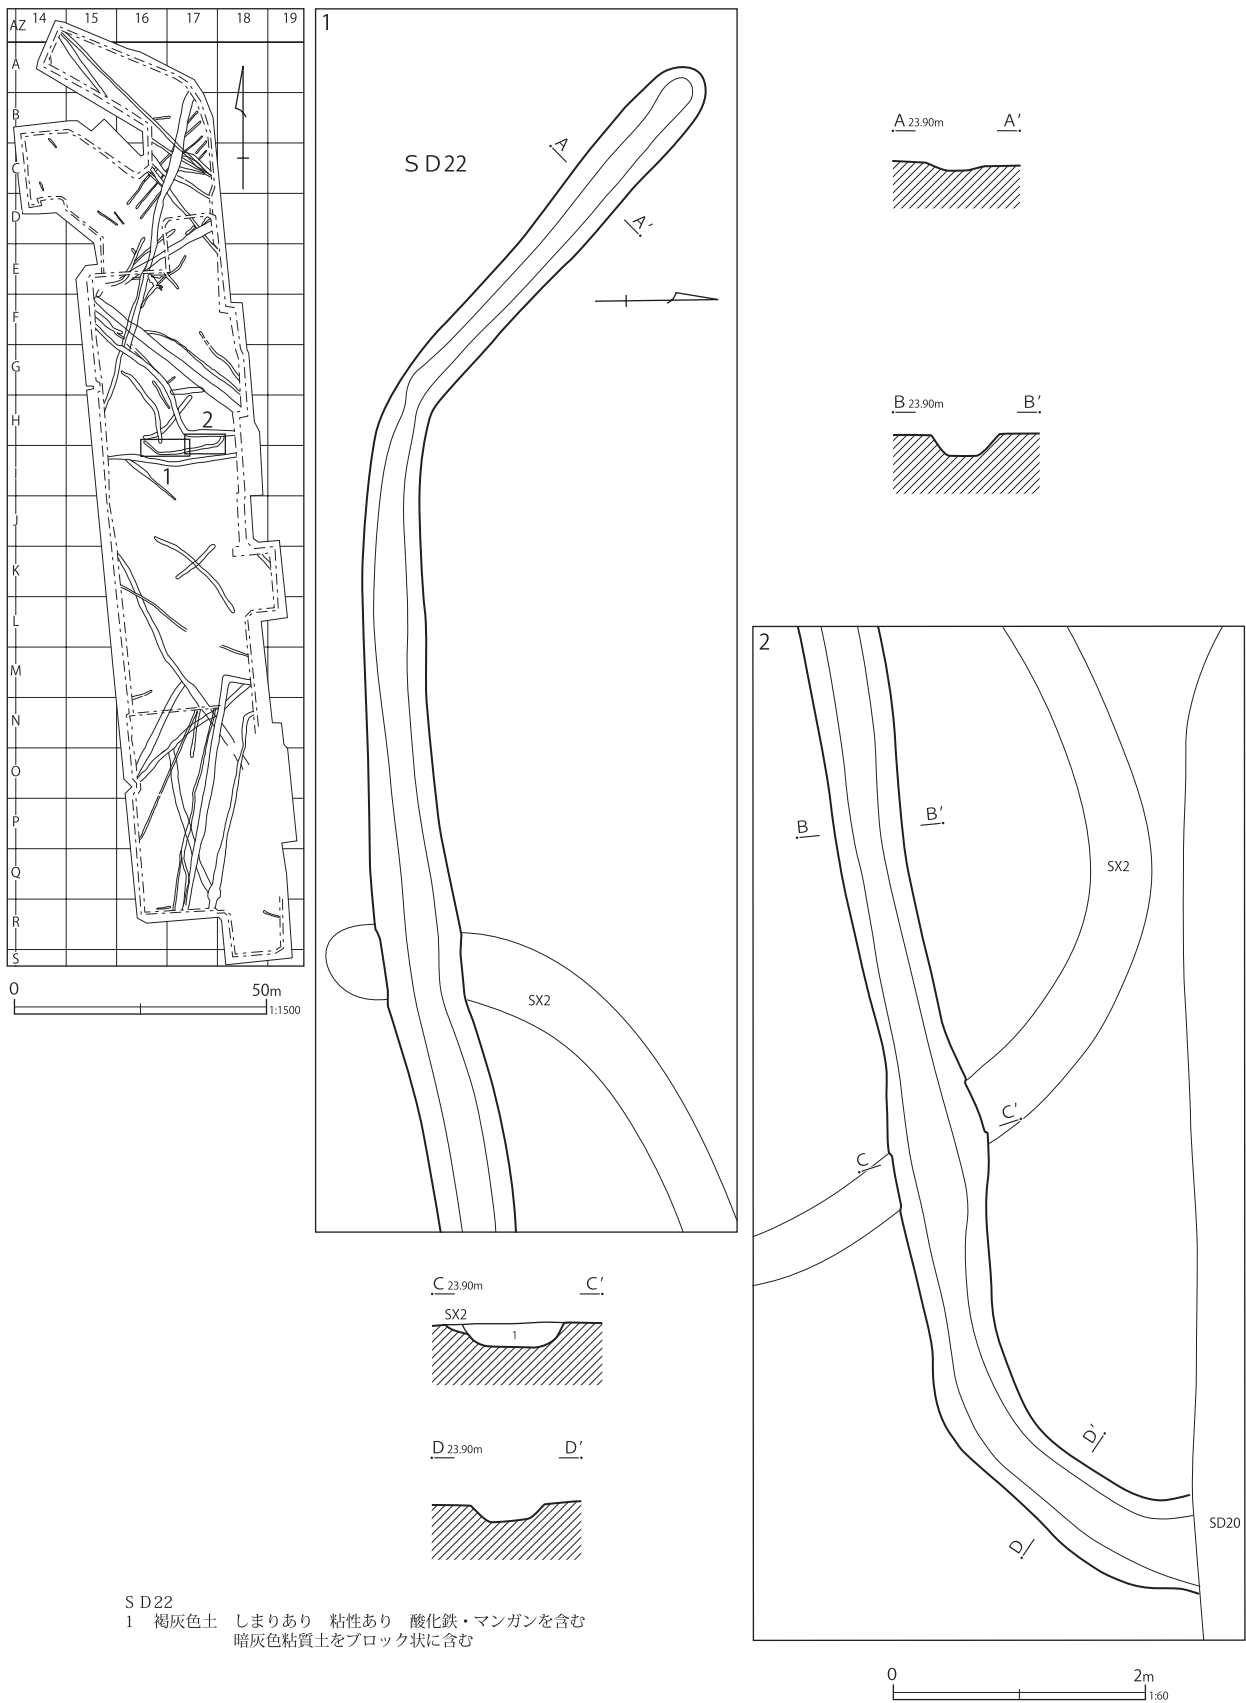 14 15 16 17 18 19
AZ
A
B
C
D
E
F
G
H
I
J
K
L
M
N
O
P
Q
R
S
2
1
0 50m
1:1500
1
SD22
A
A′
SX2
A 23.90m A′
B 23.90m B′
2
B
B′
SX2
C′
C
D′
D
SD20
C 23.90m C′
SX2
1
D 23.90m D′
SD22
1 褐灰色土 しまりあり 粘性あり 酸化鉄・マンガンを含む
暗灰色粘質土をブロック状に含む
0 2m
1:60